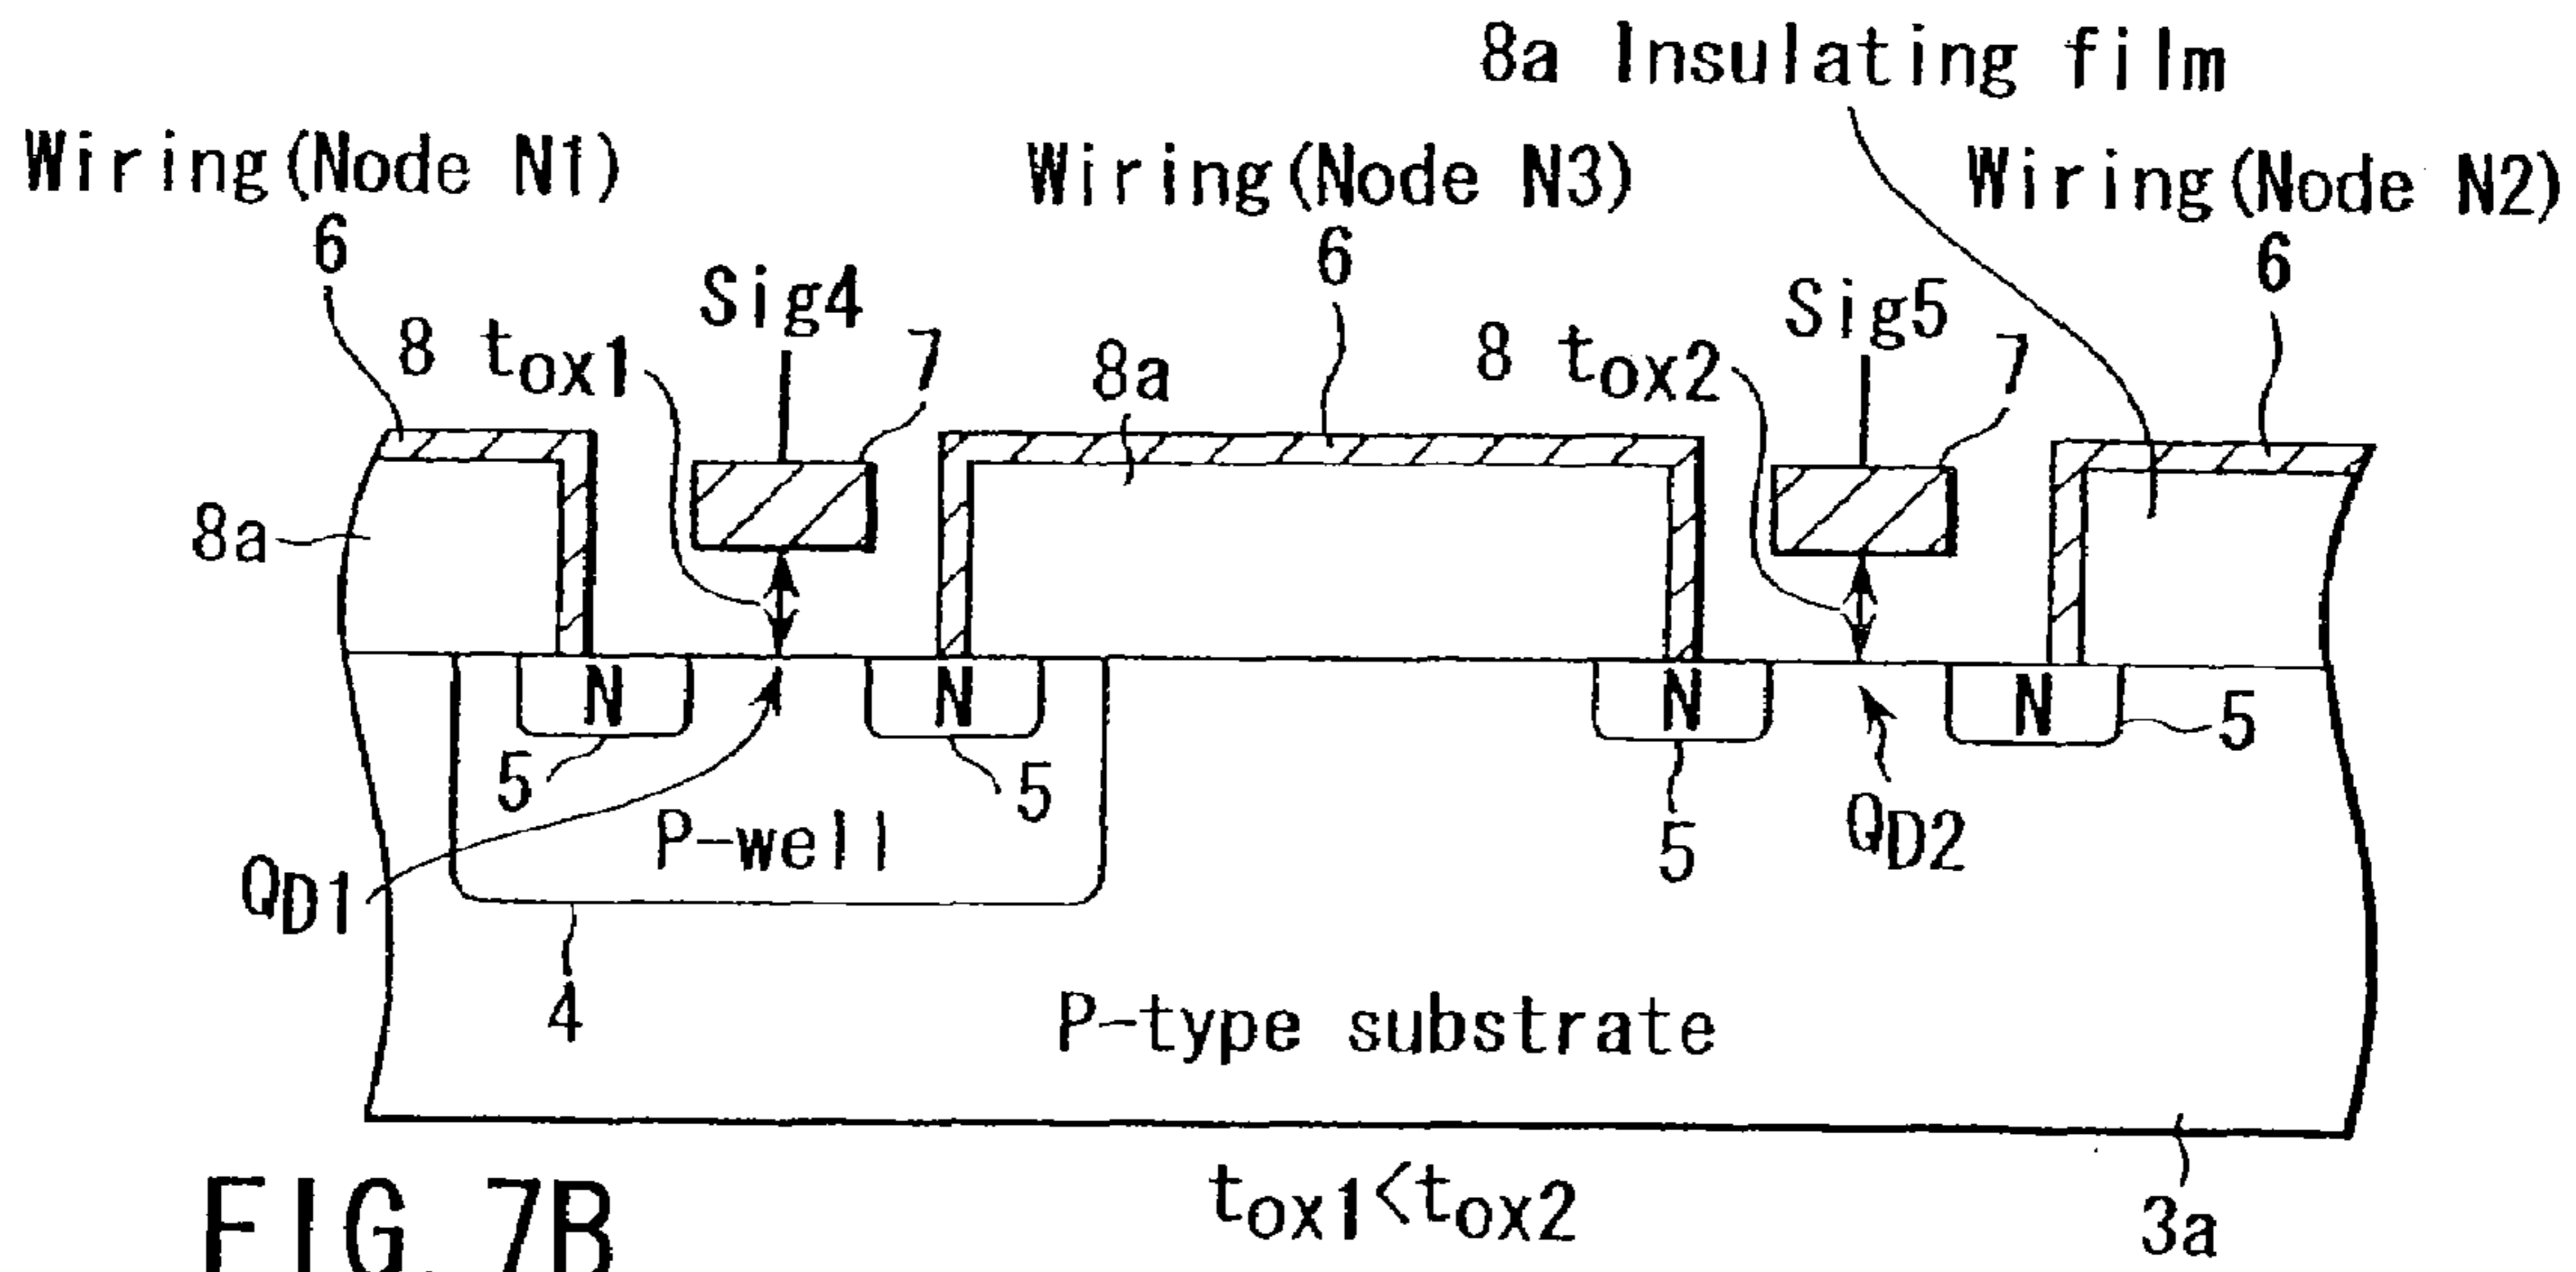 8a Insulating film
Wiring(Node N1)
Wiring(Node N3)
Wiring(Node N2)
6
6
6
Sig4
Sig5
8 tox1
7
8a
8 tox2
7
8a
N
N
N
N
5
5
5
5
P-well
QD1
QD2
4
P-type substrate
tox1<tox2
3a
FIG. 7B